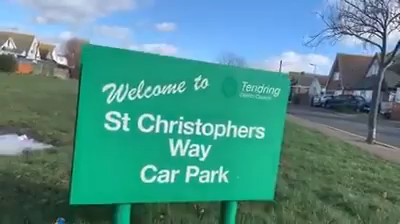 Welcome to
Tendring
District Council
St Christophers
Way
Car Park